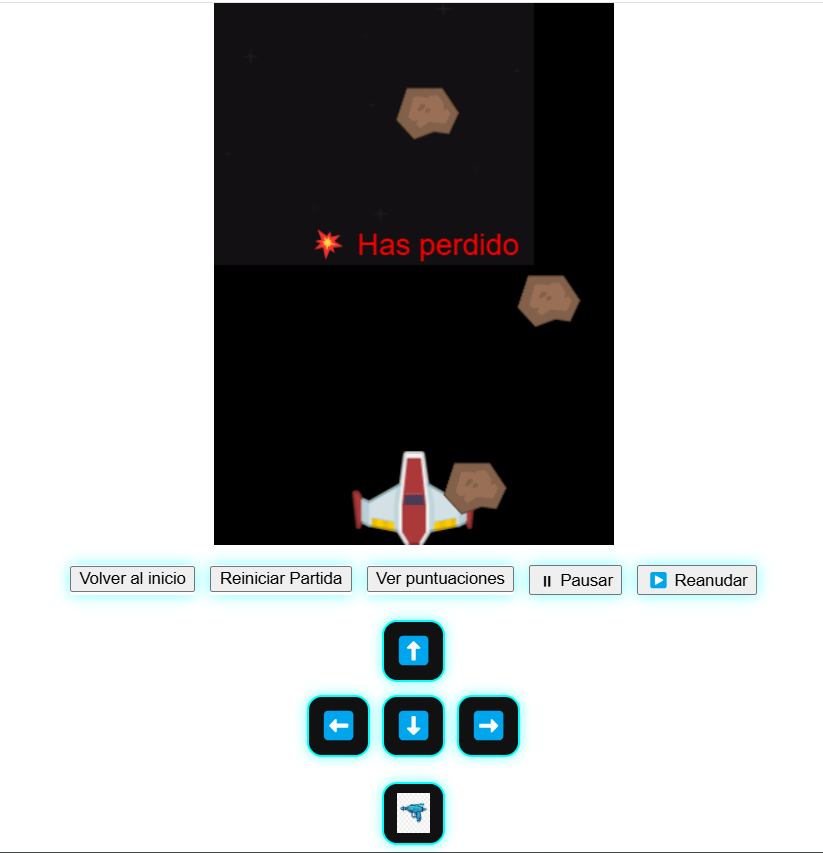 Has perdido
Volver al inicio
Reiniciar Partida
Ver puntuaciones
⏸ Pausar
▶️ Reanudar